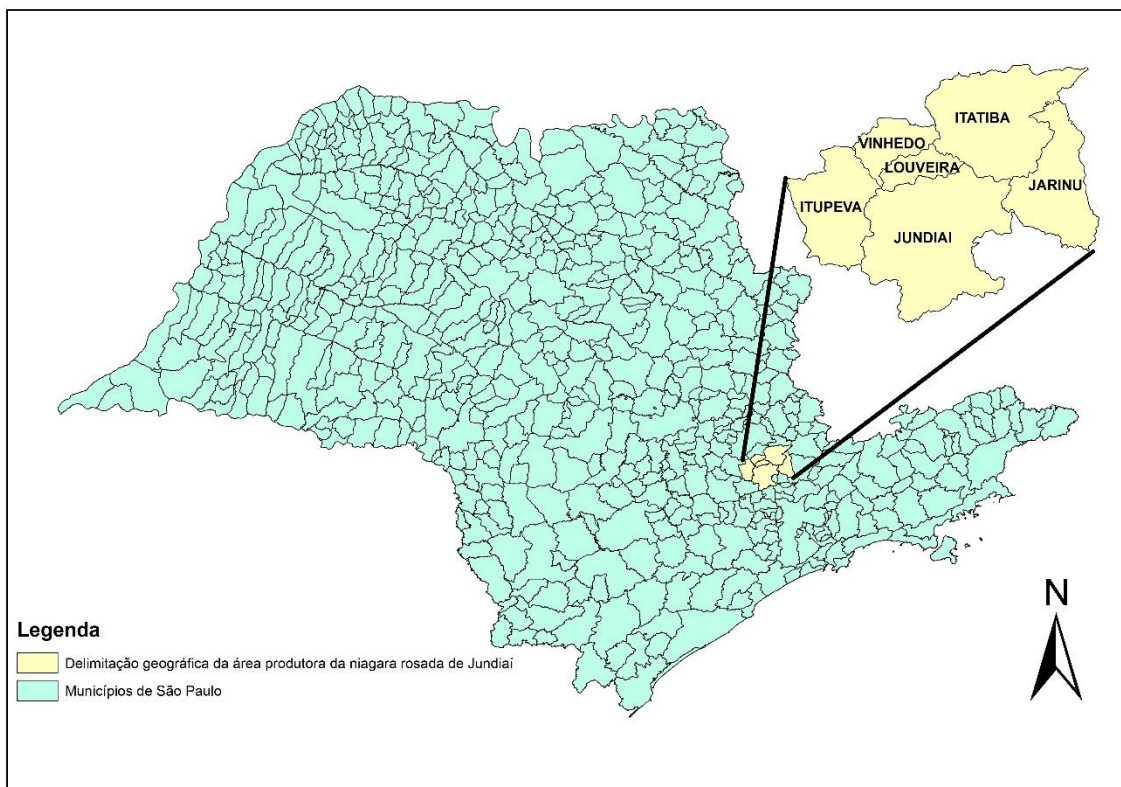 ITATIBA
VINHEDO
LOUVEIRA
JARINU
ITUPEVA
JUNDIAI
N
Legenda
Delimitação geográfica da área produtora da niagara rosada de Jundiaí
Municípios de São Paulo